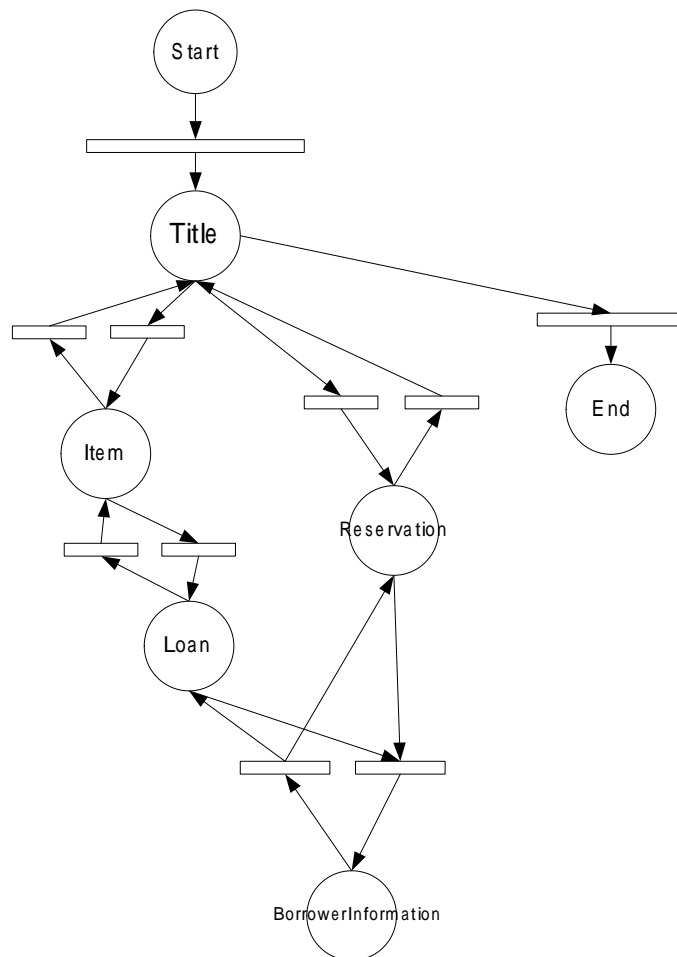 Start
Title
End
Item
Reservation
Loan
BorrowerInformation